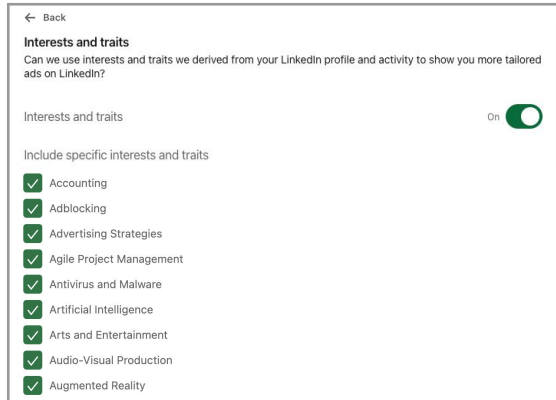 ← Back
Interests and traits
Can we use interests and traits we derived from your LinkedIn profile and activity to show you more tailored
ads on LinkedIn?
Interests and traits On
Include specific interests and traits
Accounting
Adblocking
Advertising Strategies
Agile Project Management
Antivirus and Malware
Artificial Intelligence
Arts and Entertainment
Audio-Visual Production
Augmented Reality